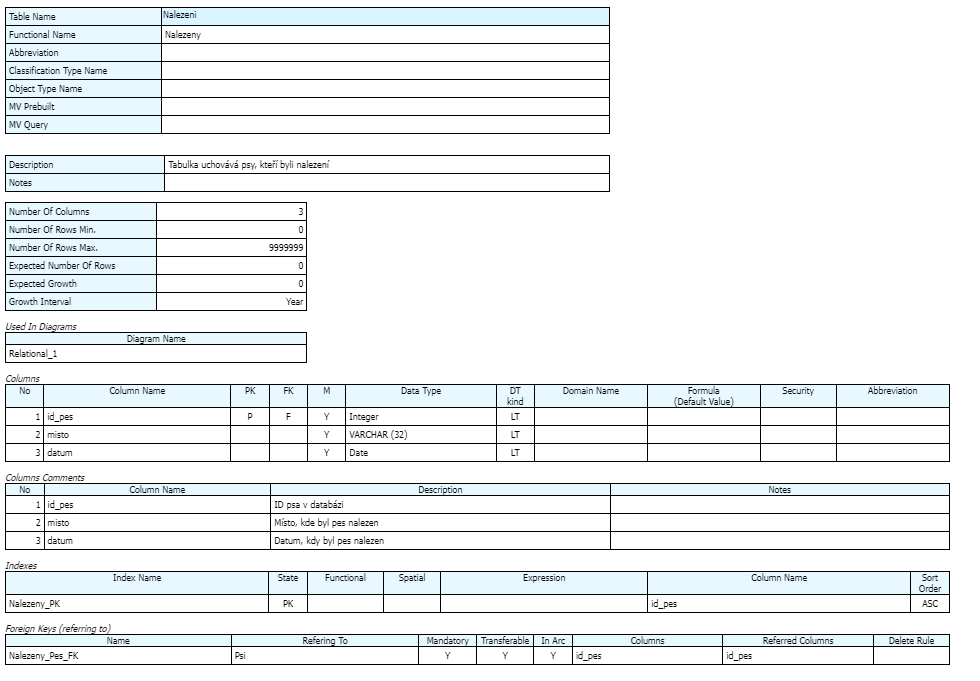 Table Name Nalezeni
Functional Name Nalezeny
Abbreviation
Classification Type Name
Object Type Name
MV Prebuilt
MV Query
Description Tabulka uchovává psy, kteří byli nalezení
Notes
Number Of Columns 3
Number Of Rows Min. 0
Number Of Rows Max. 9999999
Expected Number Of Rows 0
Expected Growth 0
Growth Interval Year
Used In Diagrams
Diagram Name
Relational_1
Columns
No Column Name PK FK M Data Type DT kind Domain Name Formula (Default Value) Security Abbreviation
1 id_pes P F Y Integer LT
2 misto Y VARCHAR (32) LT
3 datum Y Date LT
Columns Comments
No Column Name Description Notes
1 id_pes ID psa v databázi
2 misto Místo, kde byl pes nalezen
3 datum Datum, kdy byl pes nalezen
Indexes
Index Name State Functional Spatial Expression Column Name Sort Order
Nalezeny_PK PK id_pes ASC
Foreign Keys (referring to)
Name Refering To Mandatory Transferable In Arc Columns Referred Columns Delete Rule
Nalezeny_Pes_FK Psi Y Y Y id_pes id_pes